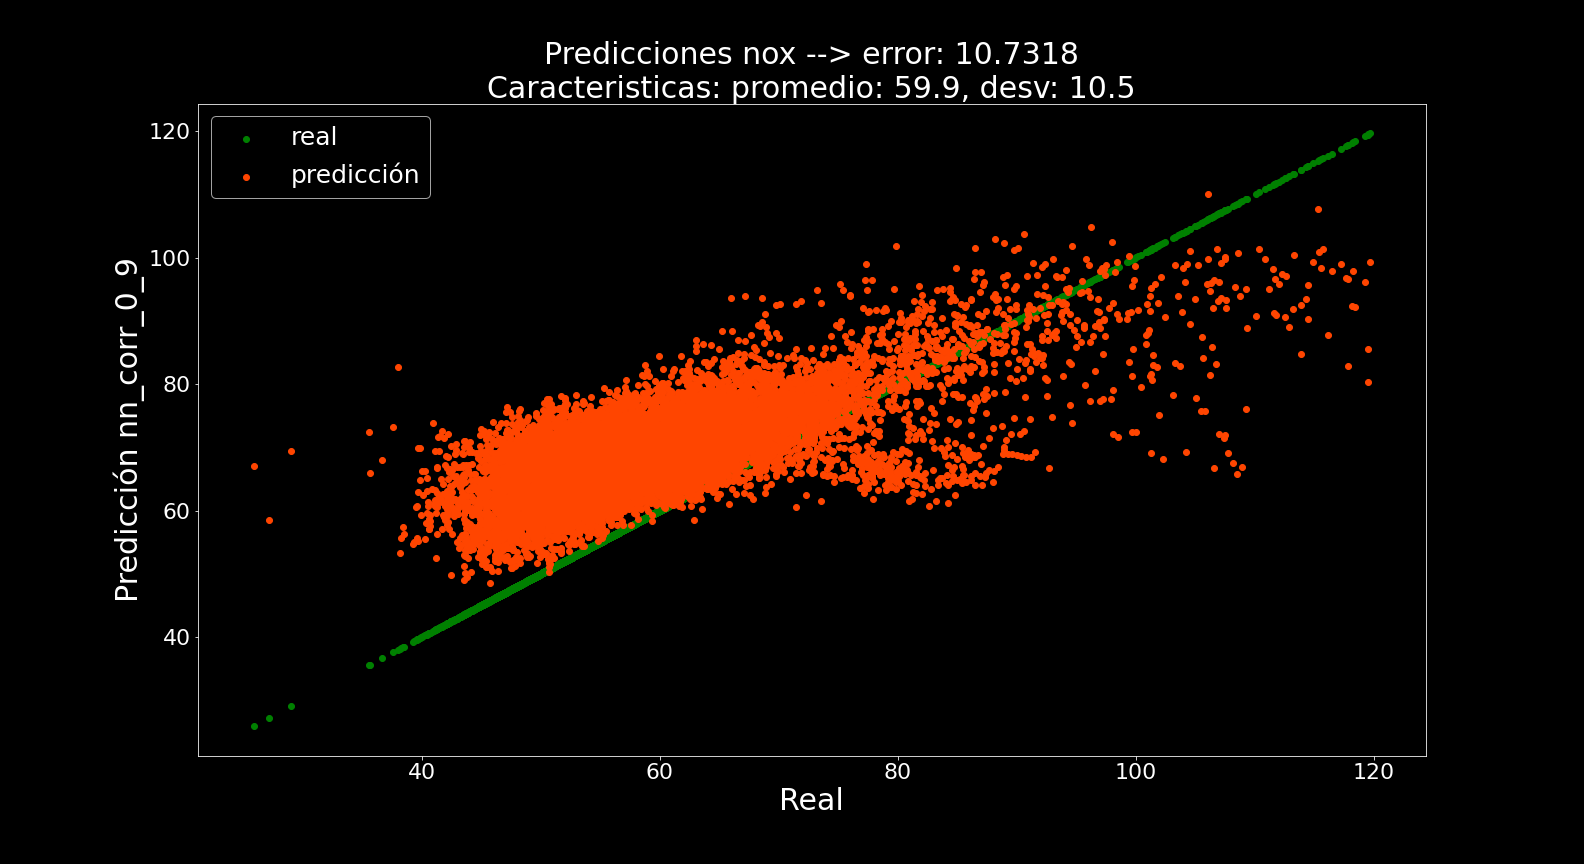 Predicciones nox --> error: 10.7318
Caracteristicas: promedio: 59.9, desv: 10.5
real
predicción
120
100
80
60
40
Predicción nn_corr_0_9
40 60 80 100 120
Real